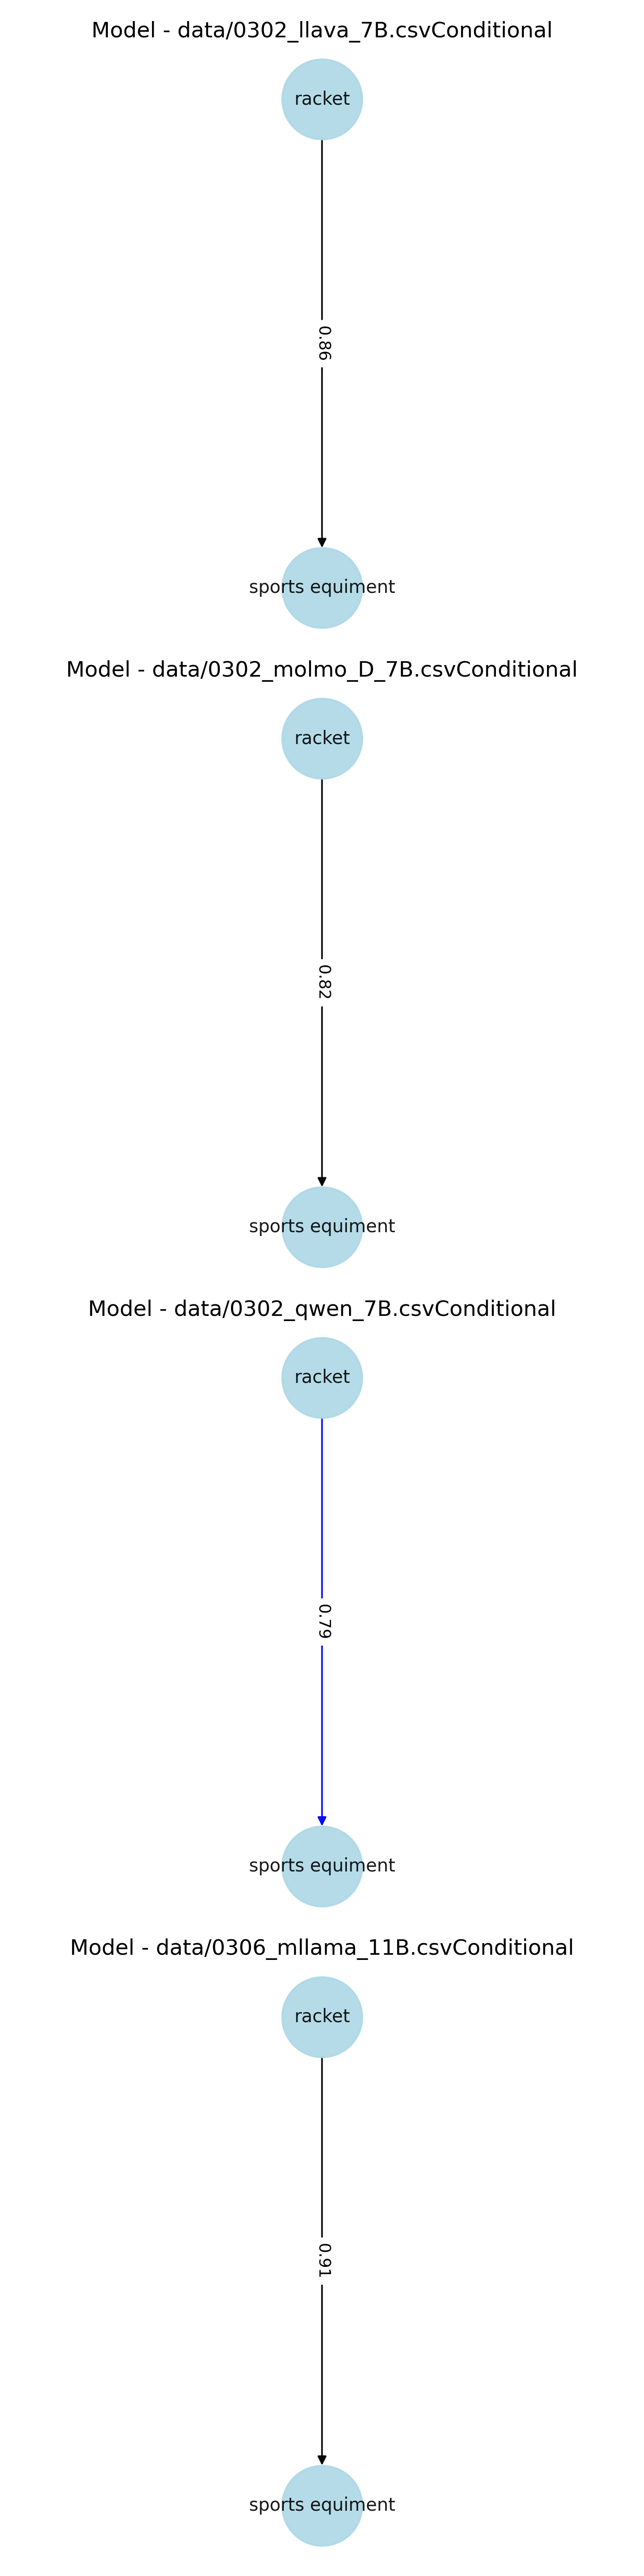 Model - data/0302_llava_7B.csvConditional
racket
0.86
sports equiment
Model - data/0302_molmo_D_7B.csvConditional
racket
0.82
sports equiment
Model - data/0302_qwen_7B.csvConditional
racket
0.79
sports equiment
Model - data/0306_mllama_11B.csvConditional
racket
0.91
sports equiment